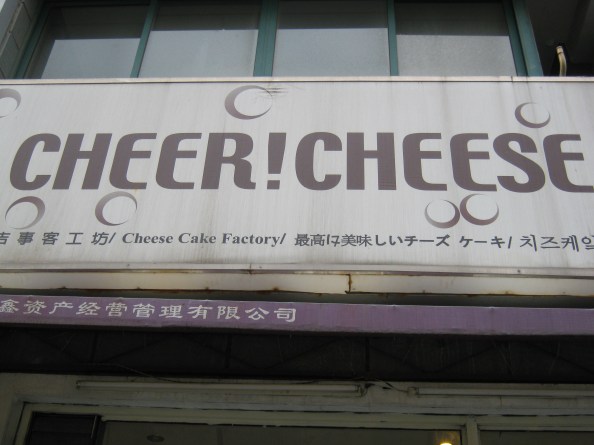 CHEER!CHEESE
吉事客工坊/ Cheese Cake Factory/ 最高に美味しいチーズ ケーキ/ 치즈케익
鑫资产经营管理有限公司